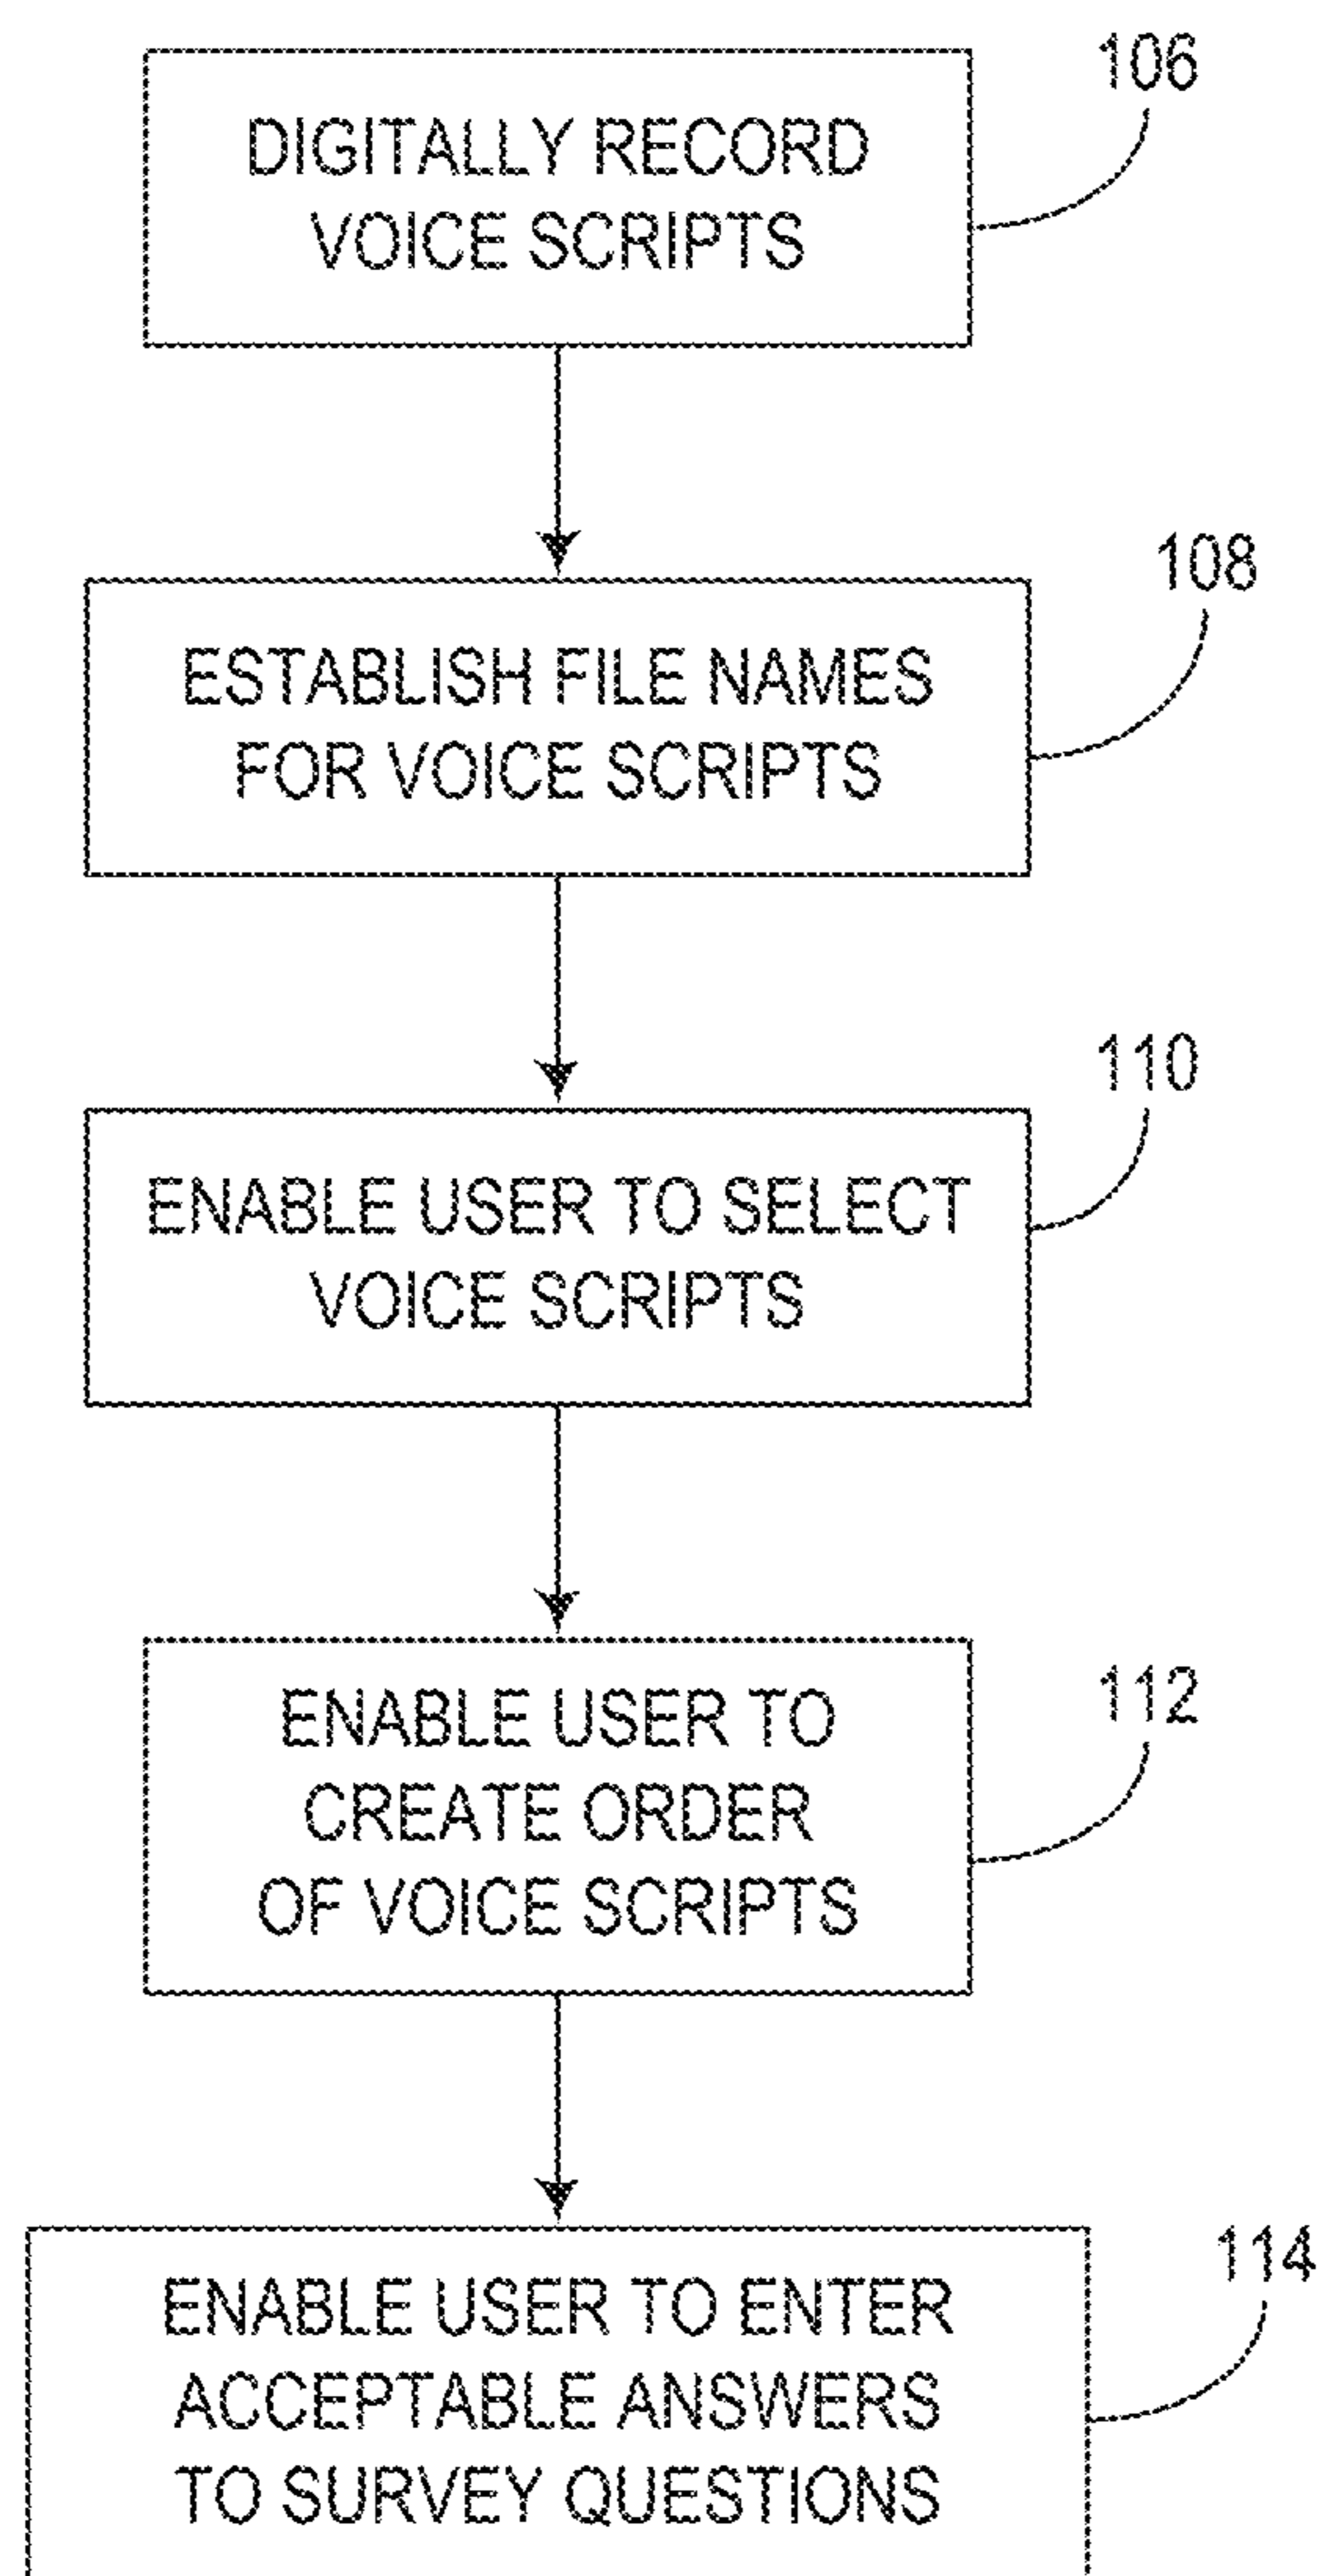 106
DIGITALLY RECORD
VOICE SCRIPTS
108
ESTABLISH FILE NAMES
FOR VOICE SCRIPTS
110
ENABLE USER TO SELECT
VOICE SCRIPTS
112
ENABLE USER TO
CREATE ORDER
OF VOICE SCRIPTS
114
ENABLE USER TO ENTER
ACCEPTABLE ANSWERS
TO SURVEY QUESTIONS